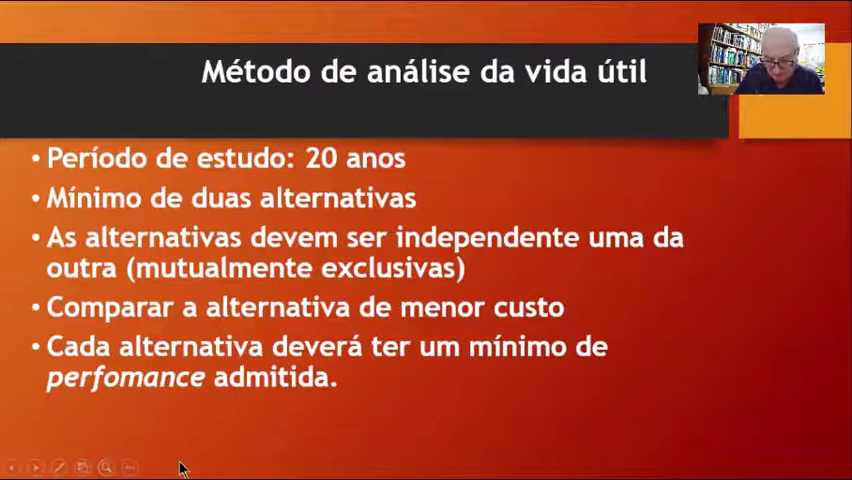 Método de análise da vida útil
• Período de estudo: 20 anos
• Mínimo de duas alternativas
• As alternativas devem ser independente uma da
outra (mutualmente exclusivas)
• Comparar a alternativa de menor custo
• Cada alternativa deverá ter um mínimo de
perfomance admitida.